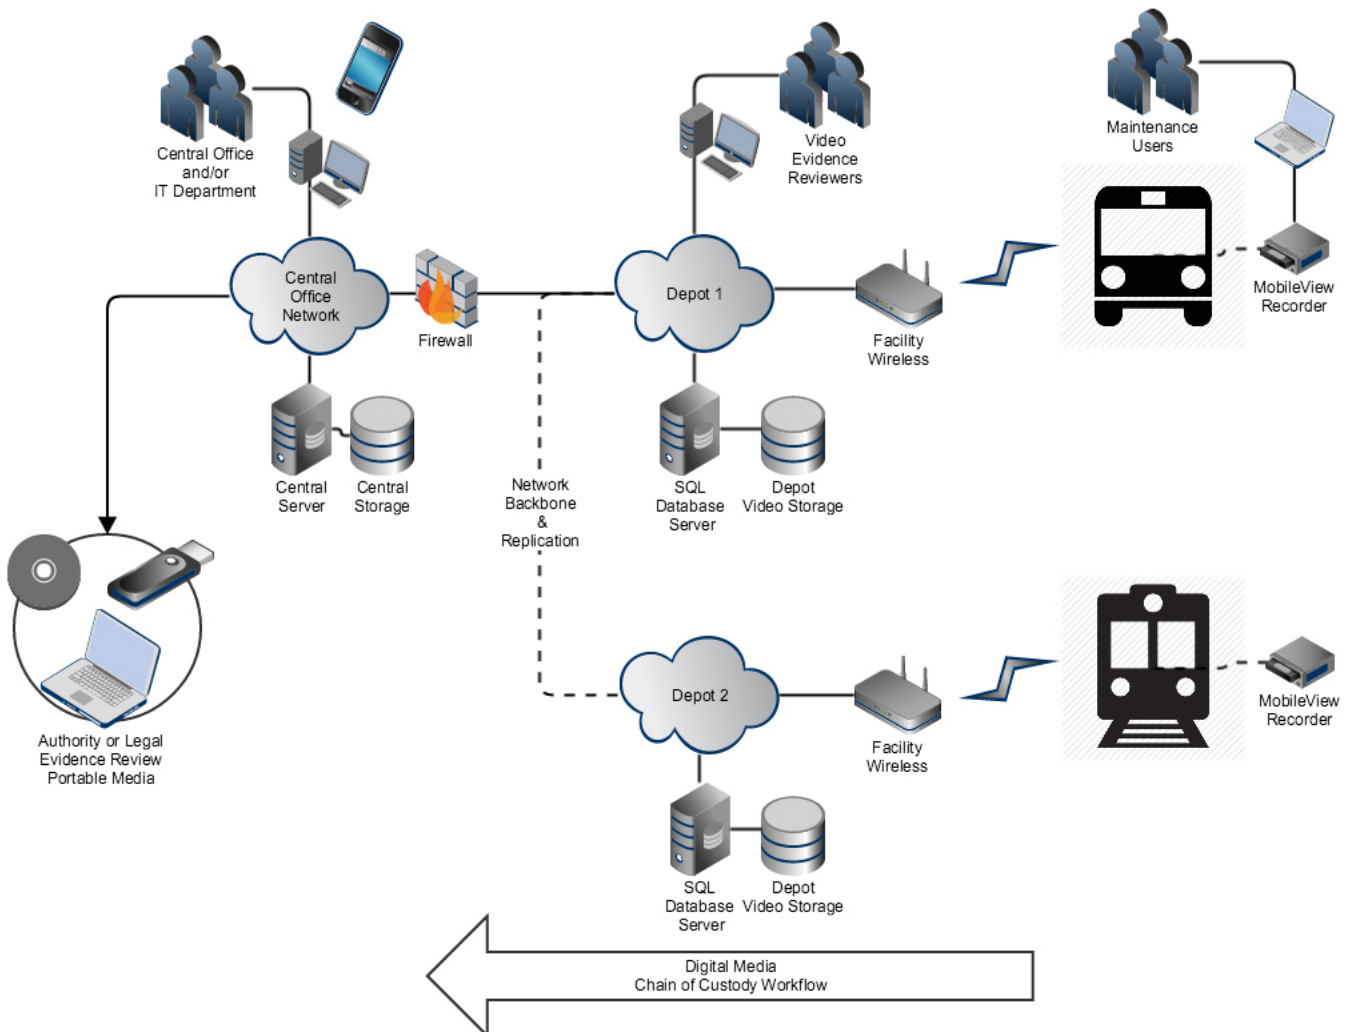 Central Office
and/or
IT Department
Video
Evidence
Reviewers
Maintenance
Users
Central
Office
Network
Firewall
Depot 1
Facility
Wireless
MobileView
Recorder
Central
Server
Central
Storage
Network
Backbone
&
Replication
SQL
Database
Server
Depot
Video Storage
Authority or Legal
Evidence Review
Portable Media
Depot 2
Facility
Wireless
MobileView
Recorder
SQL
Database
Server
Depot
Video Storage
Digital Media
Chain of Custody Workflow